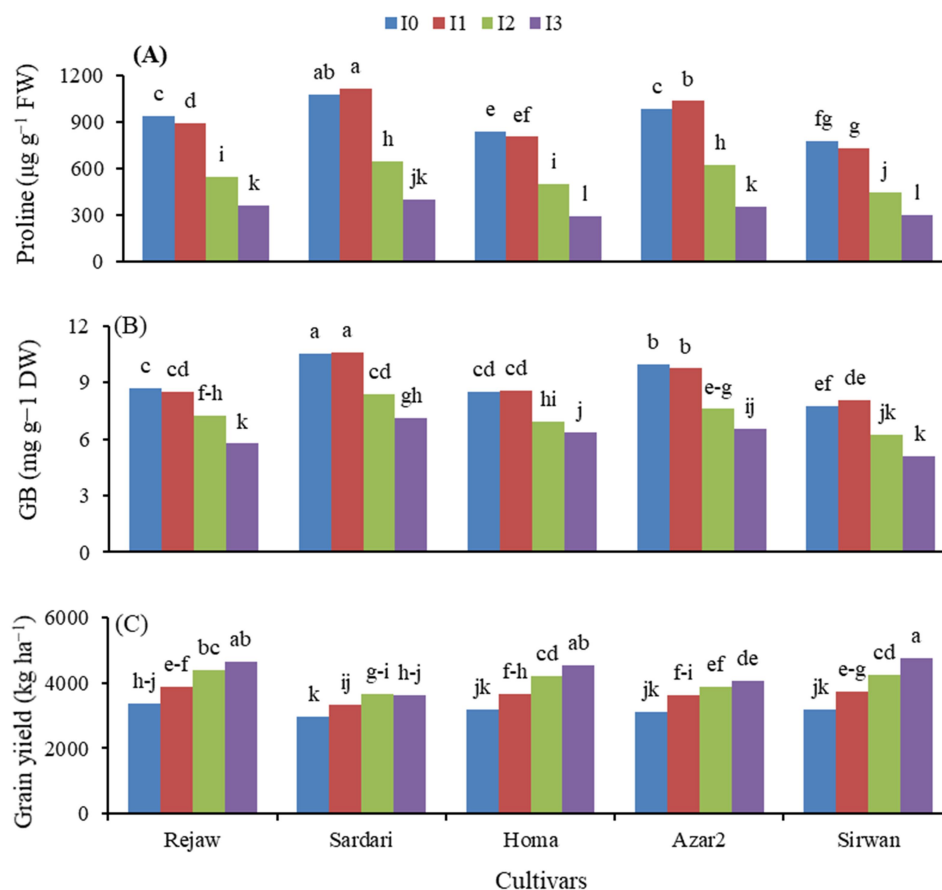 I0 I1 I2 I3
(A)
Proline (µg g⁻¹ FW)
1200
900
600
300
0
c d i k ab a h jk e ef i l c b h k fg g j l
(B)
GB (mg g−1 DW)
12
9
6
3
0
c cd f-h k a a cd gh cd cd hi j b b e-g ij ef de jk k
(C)
Grain yiield (kg ha⁻¹)
6000
4000
2000
0
h-j e-f bc ab k ij g-i h-j jk f-h cd ab jk f-i ef de jk e-g cd a
Rejaw Sardari Homa Azar2 Sirwan
Cultivars